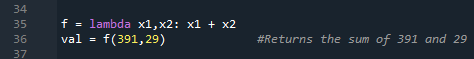 34
35 f = lambda x1,x2: x1 + x2
36 val = f(391,29) #Returns the sum of 391 and 29
37